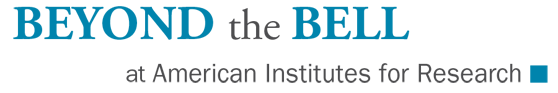 BEYOND the BELL
at American Institutes for Research